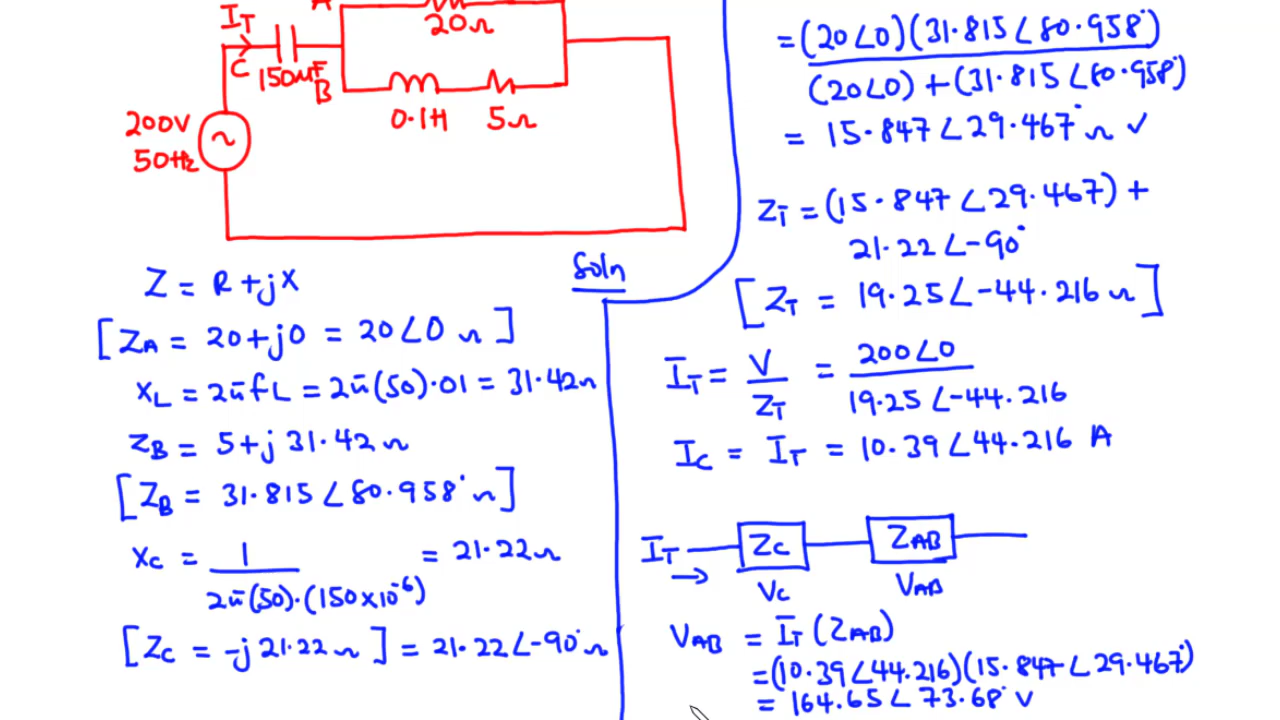 IT
A
20Ω
C 150μF
B
0.1H 5Ω
200V
50Hz
Soln
Z = R + jX
[ZA = 20 + j0 = 20∠0 Ω]
XL = 2πfL = 2π(50)·01 = 31.42Ω
ZB = 5 + j 31.42 Ω
[ZB = 31.815 ∠80.958° Ω]
Xc = 1 / 2π(50)·(150×10⁻⁶) = 21.22Ω
[Zc = -j 21.22 Ω] = 21.22∠-90° Ω
= (20∠0)(31.815∠80.958°)
(20∠0) + (31.815∠80.958°)
= 15.847∠29.467° Ω ✓
ZT = (15.847∠29.467) +
21.22∠-90°
[ZT = 19.25∠-44.216 Ω]
IT = V / ZT = 200∠0 / 19.25∠-44.216
Ic = IT = 10.39∠44.216 A
IT Zc ZAB
Vc VAB
VAB = IT (ZAB)
= (10.39∠44.216)(15.847∠29.467°)
= 164.65∠73.68° V